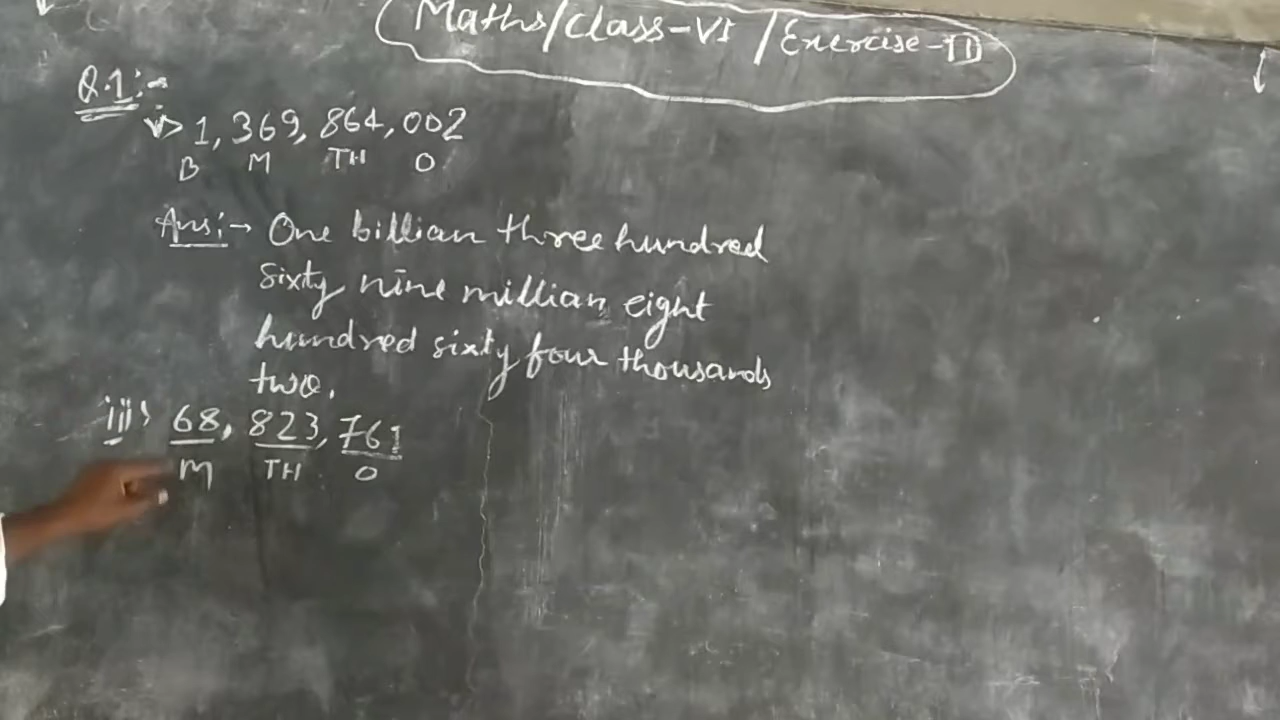 Maths/Class-VI/Exercise-1D
Q.1:-
i> 1, 369, 864, 002
B M TH O
Ans:- One billian three hundred
sixty nine millian eight
hundred sixty four thousands
two.
ii> 68, 823, 761
M TH O